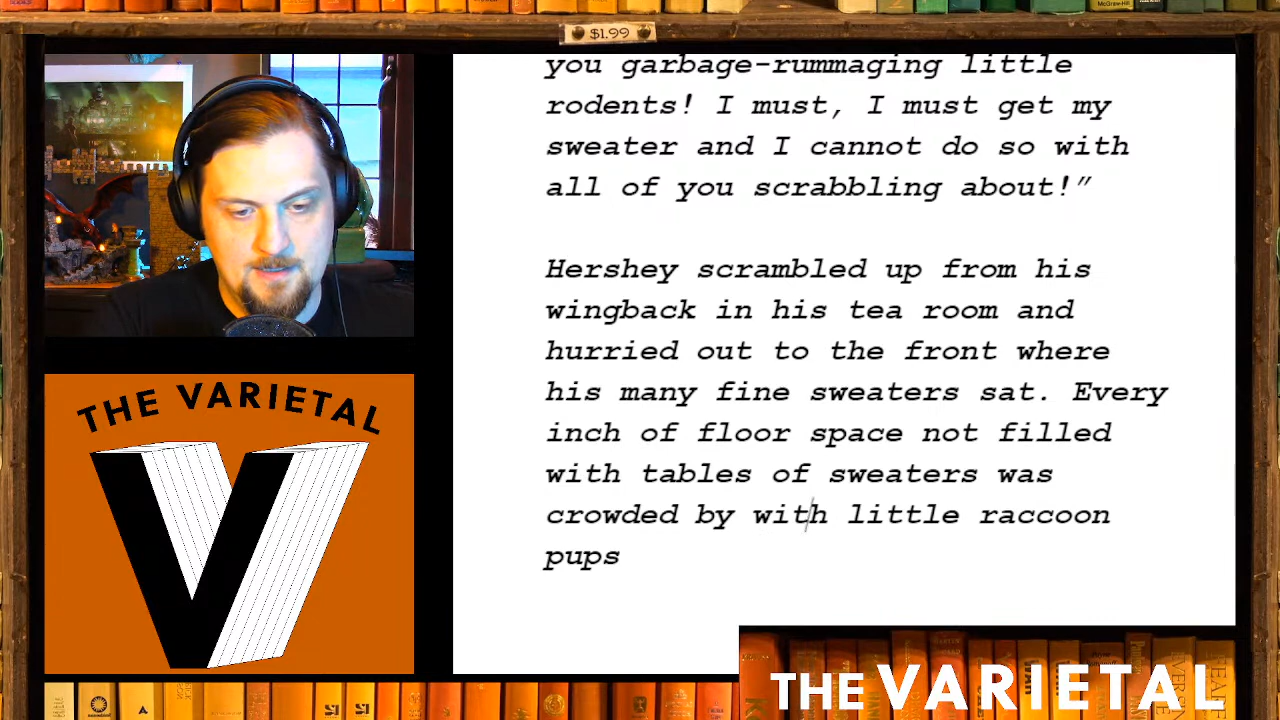 $1.99
you garbage-rummaging little
rodents! I must, I must get my
sweater and I cannot do so with
all of you scrabbling about!”
Hershey scrambled up from his
wingback in his tea room and
hurried out to the front where
his many fine sweaters sat. Every
inch of floor space not filled
with tables of sweaters was
crowded by with little raccoon
pups
THE VARIETAL
V
THE VARIETAL